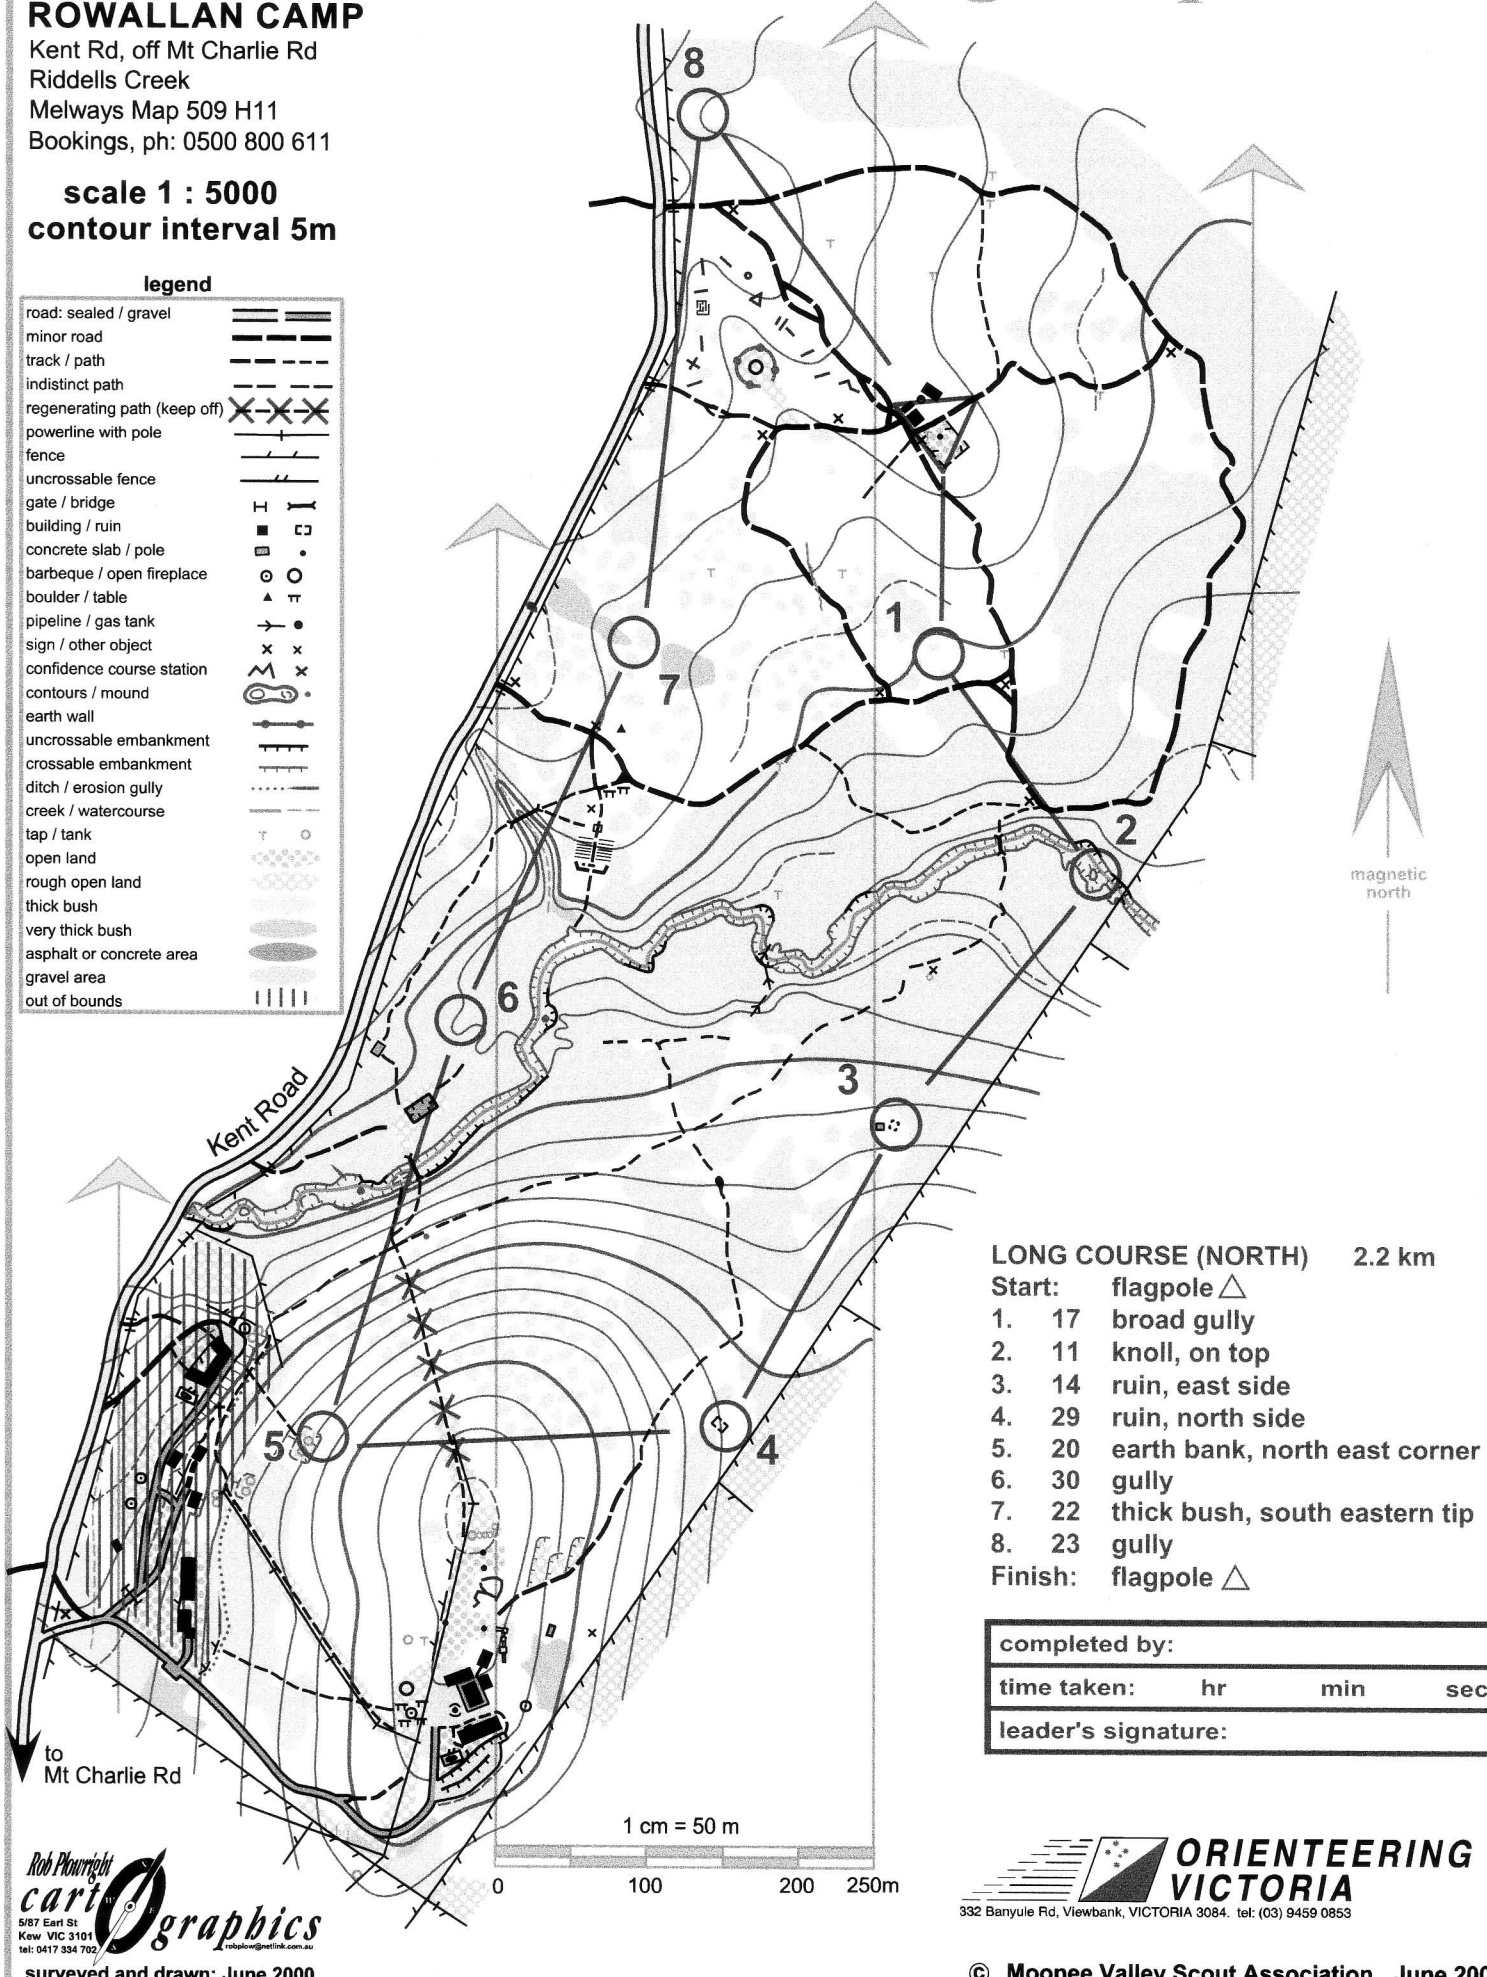 ROWALLAN CAMP
Kent Rd, off Mt Charlie Rd
Riddells Creek
Melways Map 509 H11
Bookings, ph: 0500 800 611
scale 1 : 5000
contour interval 5m
legend
road: sealed / gravel
minor road
track / path
indistinct path
regenerating path (keep off)
powerline with pole
fence
uncrossable fence
gate / bridge
building / ruin
concrete slab / pole
barbeque / open fireplace
boulder / table
pipeline / gas tank
sign / other object
confidence course station
contours / mound
earth wall
uncrossable embankment
crossable embankment
ditch / erosion gully
creek / watercourse
tap / tank
open land
rough open land
thick bush
very thick bush
asphalt or concrete area
gravel area
out of bounds
8
1
7
2
6
3
5
4
magnetic
north
Kent Road
to
Mt Charlie Rd
LONG COURSE (NORTH) 2.2 km
Start: flagpole
1. 17 broad gully
2. 11 knoll, on top
3. 14 ruin, east side
4. 29 ruin, north side
5. 20 earth bank, north east corner
6. 30 gully
7. 22 thick bush, south eastern tip
8. 23 gully
Finish: flagpole
completed by:
time taken: hr min sec
leader's signature:
1 cm = 50 m
0 100 200 250m
Rob Plowright
cartographics
5/87 Earl St
Kew VIC 3101
tel: 0417 334 702
robplow@netlink.com.au
surveyed and drawn: June 2000
ORIENTEERING
VICTORIA
332 Banyule Rd, Viewbank, VICTORIA 3084. tel: (03) 9459 0853
© Moonee Valley Scout Association June 200